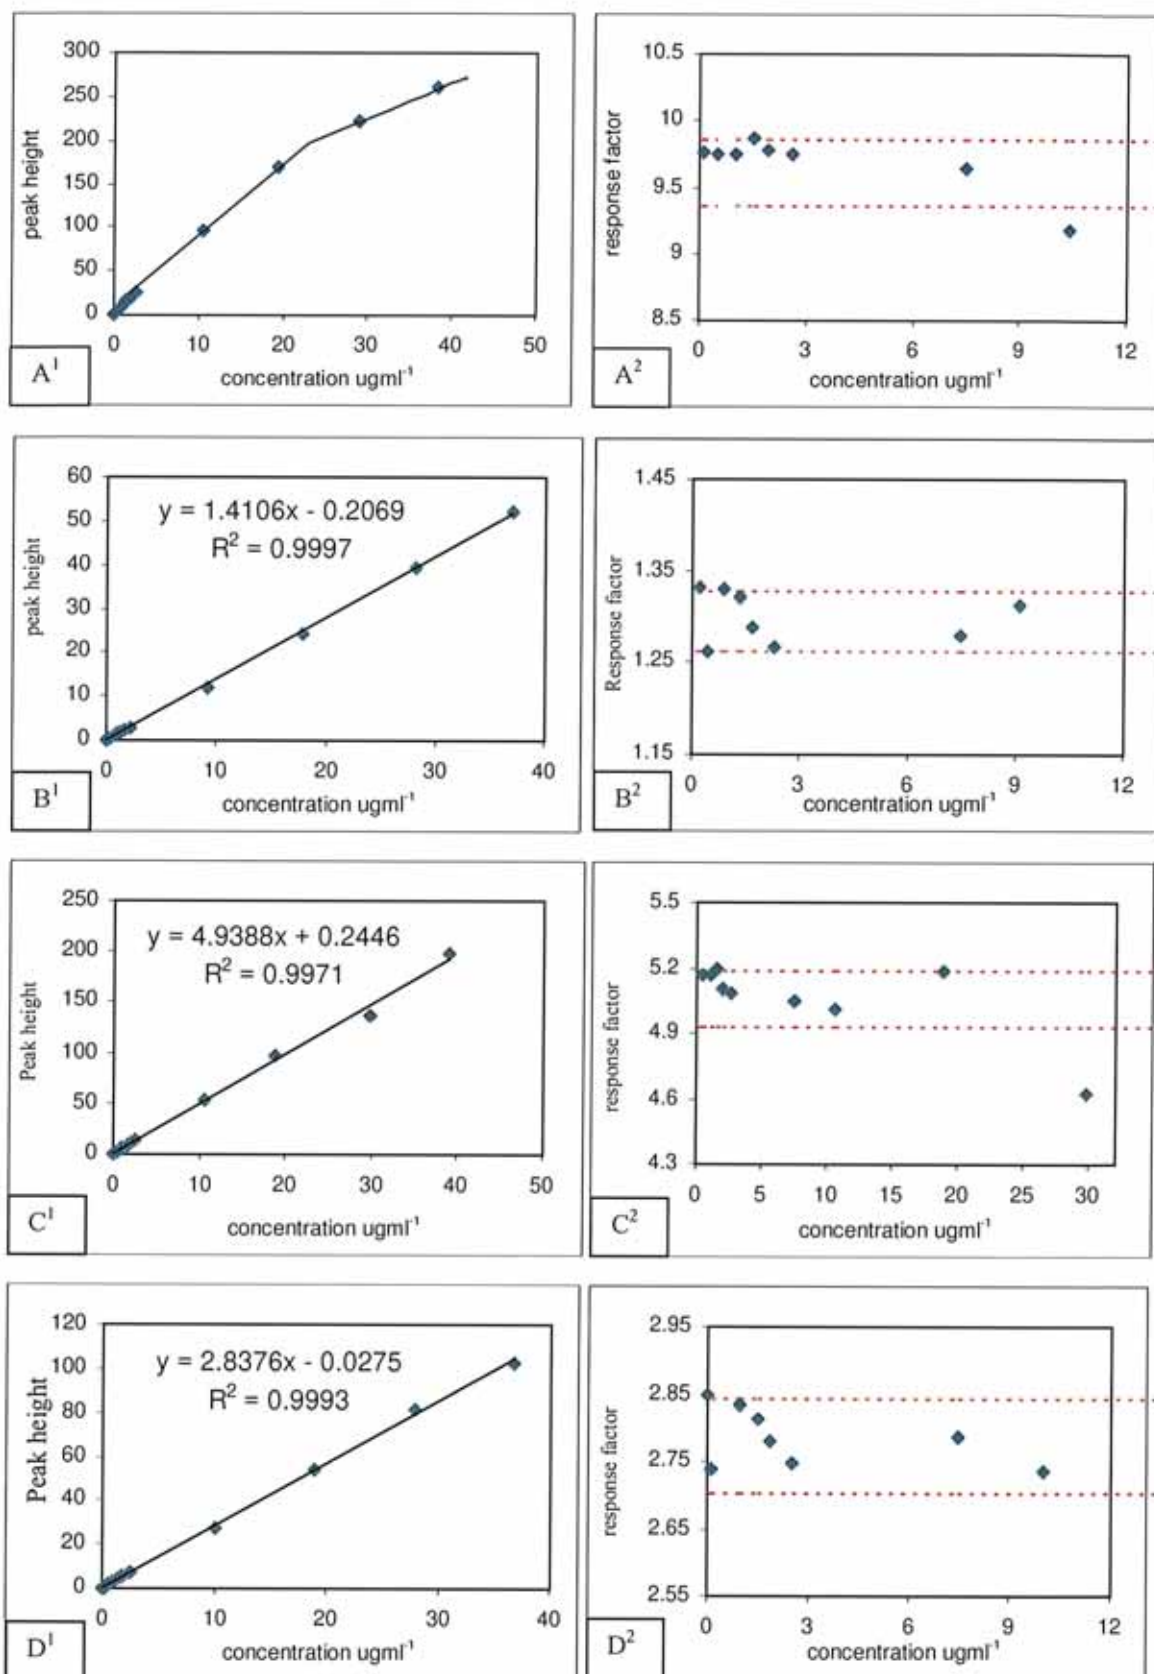 300
250
200
150
100
50
0
peak height
0 10 20 30 40 50
concentration ugml⁻¹
A¹
10.5
10
9.5
9
8.5
response factor
0 3 6 9 12
concentration ugml⁻¹
A²
60
50
40
30
20
10
0
peak height
y = 1.4106x - 0.2069
R² = 0.9997
0 10 20 30 40
concentration ugml⁻¹
B¹
1.45
1.35
1.25
1.15
Response factor
0 3 6 9 12
concentration ugml⁻¹
B²
250
200
150
100
50
0
Peak height
y = 4.9388x + 0.2446
R² = 0.9971
0 10 20 30 40 50
concentration ugml⁻¹
C¹
5.5
5.2
4.9
4.6
4.3
response factor
0 5 10 15 20 25 30
concentration ugml⁻¹
C²
120
100
80
60
40
20
0
Peak height
y = 2.8376x - 0.0275
R² = 0.9993
0 10 20 30 40
concentration ugml⁻¹
D¹
2.95
2.85
2.75
2.65
2.55
response factor
0 3 6 9 12
concentration ugml⁻¹
D²